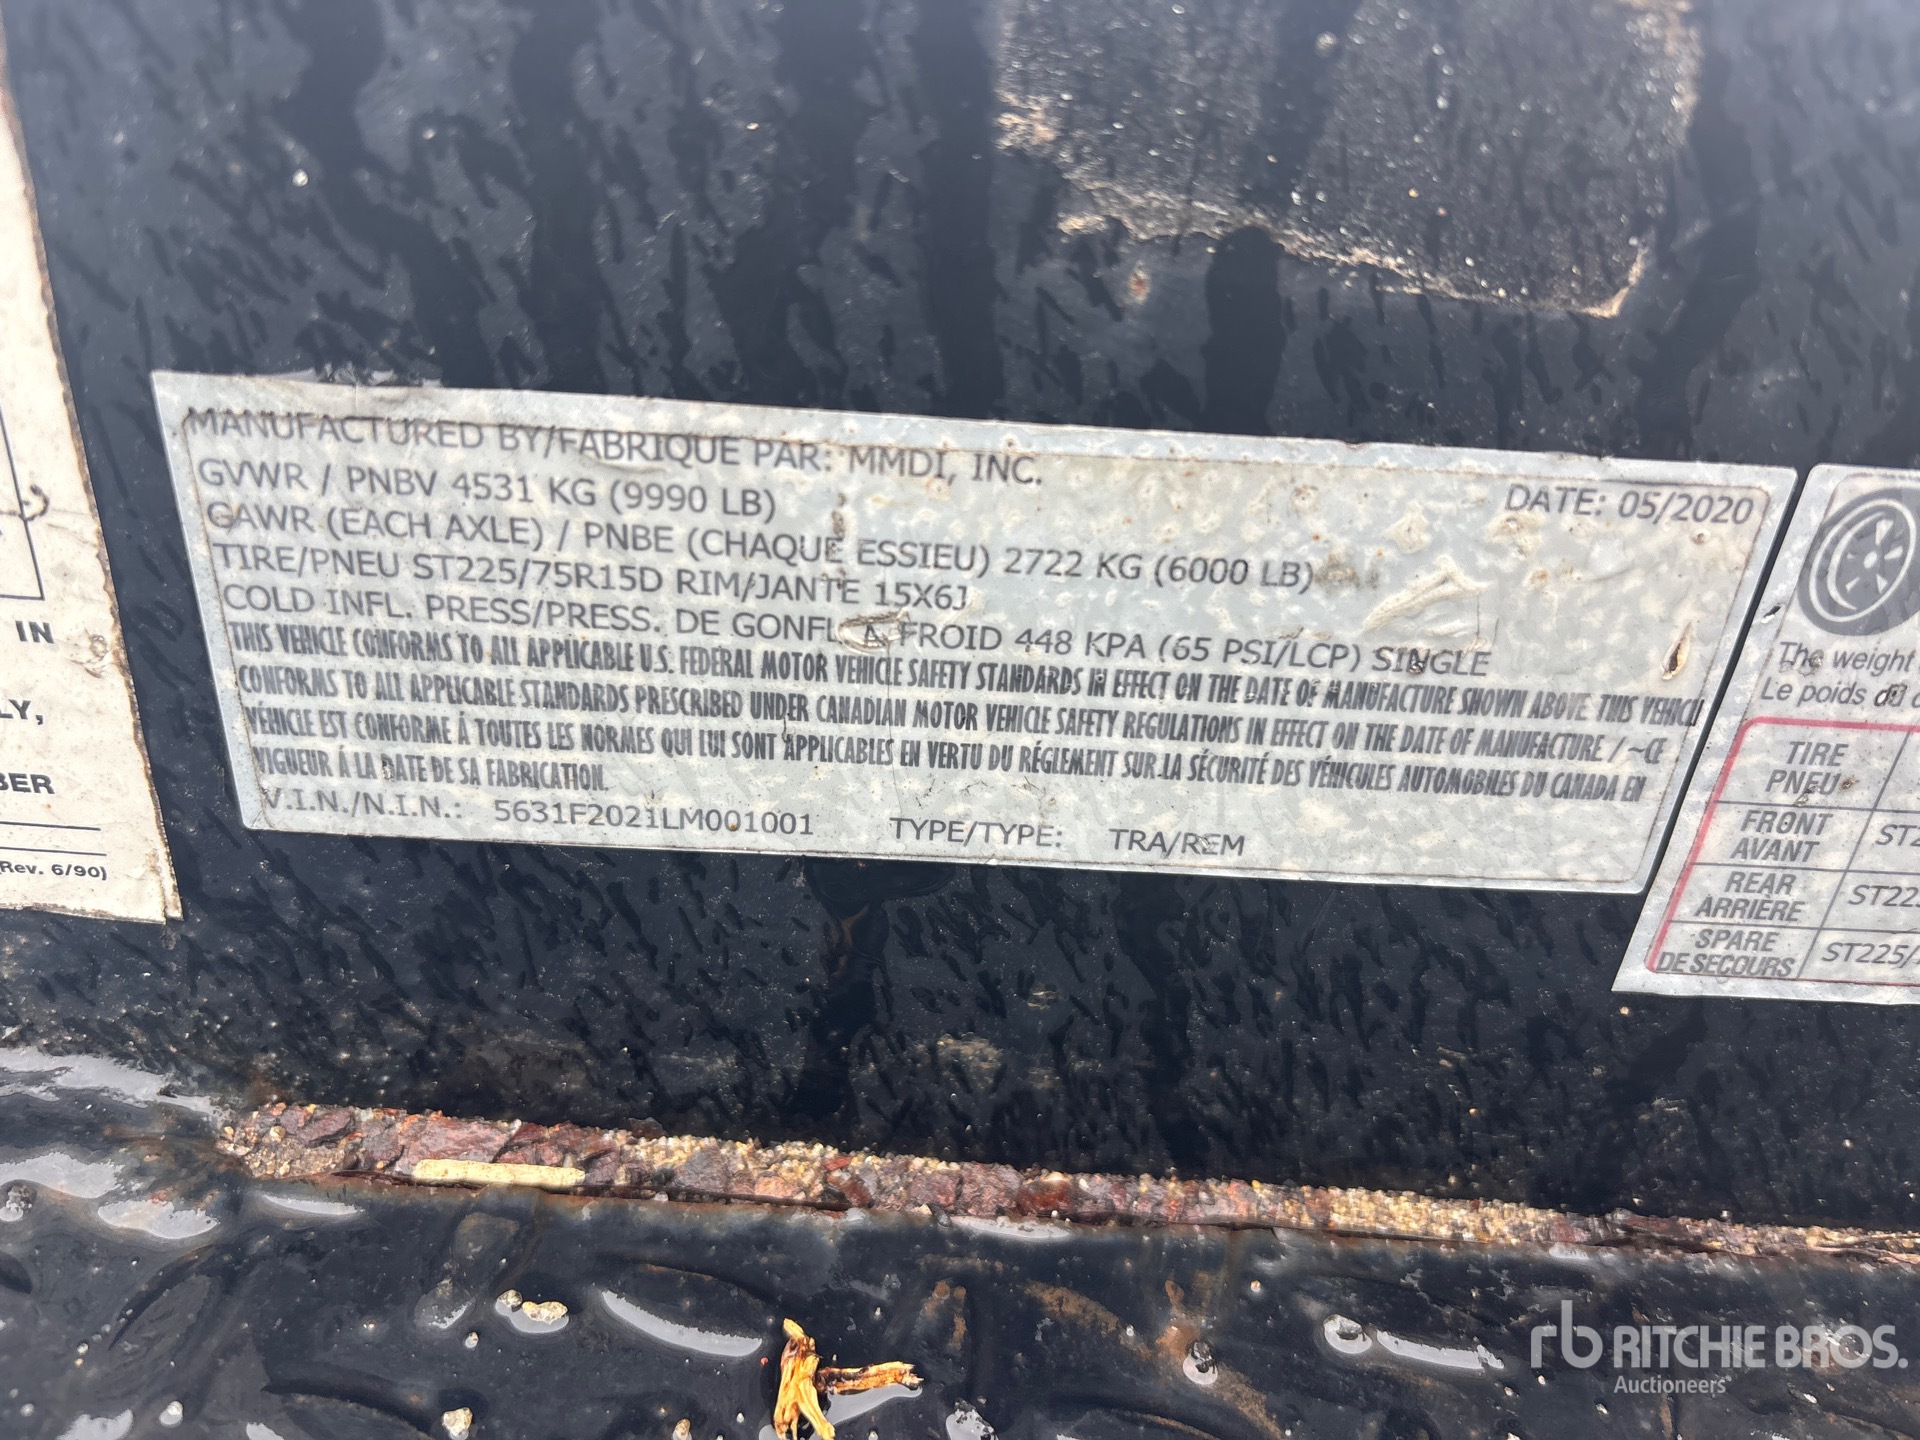 MANUFACTURED BY/FABRIQUE PAR: MMDI, INC.
DATE: 05/2020
GVWR / PNBV 4531 KG (9990 LB)
GAWR (EACH AXLE) / PNBE (CHAQUE ESSIEU) 2722 KG (6000 LB)
TIRE/PNEU ST225/75R15D RIM/JANTE 15X6J
COLD INFL. PRESS/PRESS. DE GONFL A FROID 448 KPA (65 PSI/LCP) SINGLE
THIS VEHICLE CONFORMS TO ALL APPLICABLE U.S. FEDERAL MOTOR VEHICLE SAFETY STANDARDS IN EFFECT ON THE DATE OF MANUFACTURE SHOWN ABOVE THIS VEHICLE
CONFORMS TO ALL APPLICABLE STANDARDS PRESCRIBED UNDER CANADIAN MOTOR VEHICLE SAFETY REGULATIONS IN EFFECT ON THE DATE OF MANUFACTURE / ~CE
VÉHICLE EST CONFORME À TOUTES LES NORMES QUI LUI SONT APPLICABLES EN VERTU DU RÉGLEMENT SUR LA SÉCURITÉ DES VÉHICULES AUTOMOBILES DU CANADA EN
VIGUEUR Á LA DATE DE SA FABRICATION.
V.I.N./N.I.N.: 5631F2021LM001001 TYPE/TYPE: TRA/REM
IN
LY,
BER
(Rev. 6/90)
The weight
Le poids du
TIRE
PNEU
FRONT
AVANT
ST2
REAR
ARRIÈRE
ST22
SPARE
DE SECOURS
ST225/
rb RITCHIE BROS.
Auctioneers